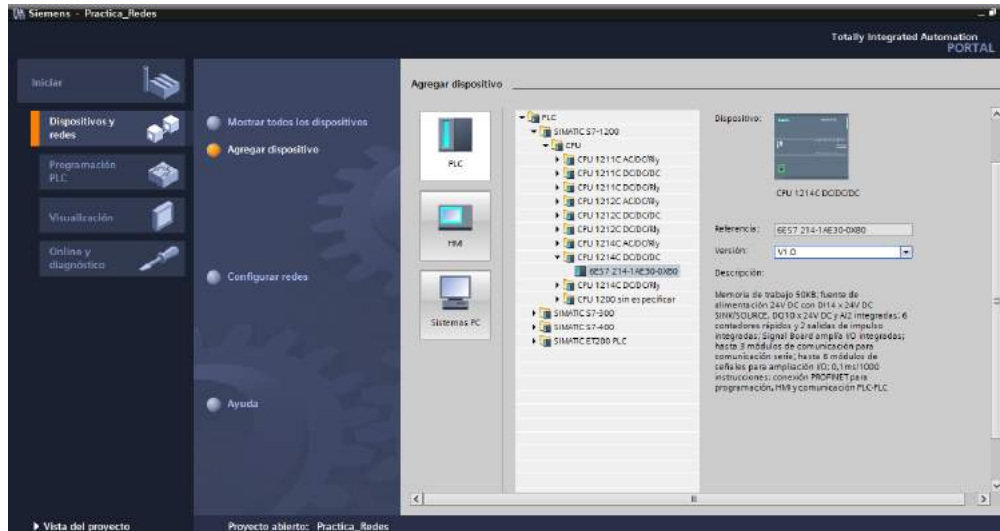 Siemens - Practica_Redes
Totally Integrated Automation
PORTAL
Iniciar
Dispositivos y
redes
Programación
PLC
Visualización
Online y
diagnóstico
Mostrar todos los dispositivos
Agregar dispositivo
Configurar redes
Ayuda
Agregar dispositivo
PLC
HMI
Sistemas PC
PLC
SIMATIC S7-1200
CPU
CPU 1211C AC/DC/Rly
CPU 1211C DC/DC/DC
CPU 1211C DC/DC/Rly
CPU 1212C AC/DC/Rly
CPU 1212C DC/DC/DC
CPU 1212C DC/DC/Rly
CPU 1214C AC/DC/Rly
CPU 1214C DC/DC/DC
6ES7 214-1AE30-0XB0
CPU 1214C DC/DC/Rly
CPU 1200 sin especificar
SIMATIC S7-300
SIMATIC S7-400
SIMATIC ET200 PLC
Dispositivo:
CPU 1214C DC/DC/DC
Referencia: 6ES7 214-1AE30-0XB0
Versión: V1.0
Descripción:
Memoria de trabajo 50KB; fuente de
alimentación 24V DC con DI14 x 24V DC
SINK/SOURCE, DQ10 x 24V DC y AI2 integradas; 6
contadores rápidos y 2 salidas de impulso
integradas; Signal Board amplía I/O integradas;
hasta 3 módulos de comunicación para
comunicación serie; hasta 8 módulos de
señales para ampliación I/O; 0,1ms/1000
instrucciones; conexión PROFINET para
programación, HMI y comunicación PLC-PLC
Vista del proyecto
Proyecto abierto: Practica_Redes